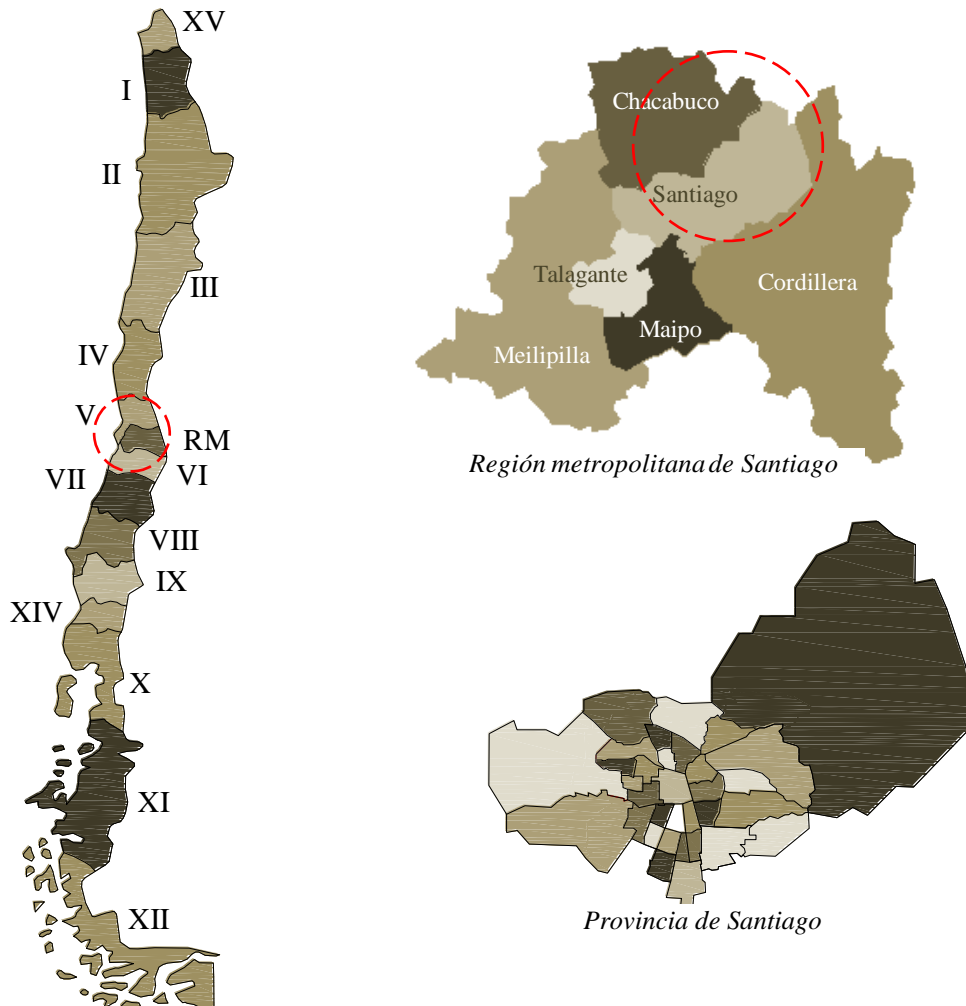 XV
I
II
III
IV
V
RM
VI
VII
VIII
IX
XIV
X
XI
XII
Chacabuco
Santiago
Talagante
Cordillera
Maipo
Meilipilla
Región metropolitana de Santiago
Provincia de Santiago